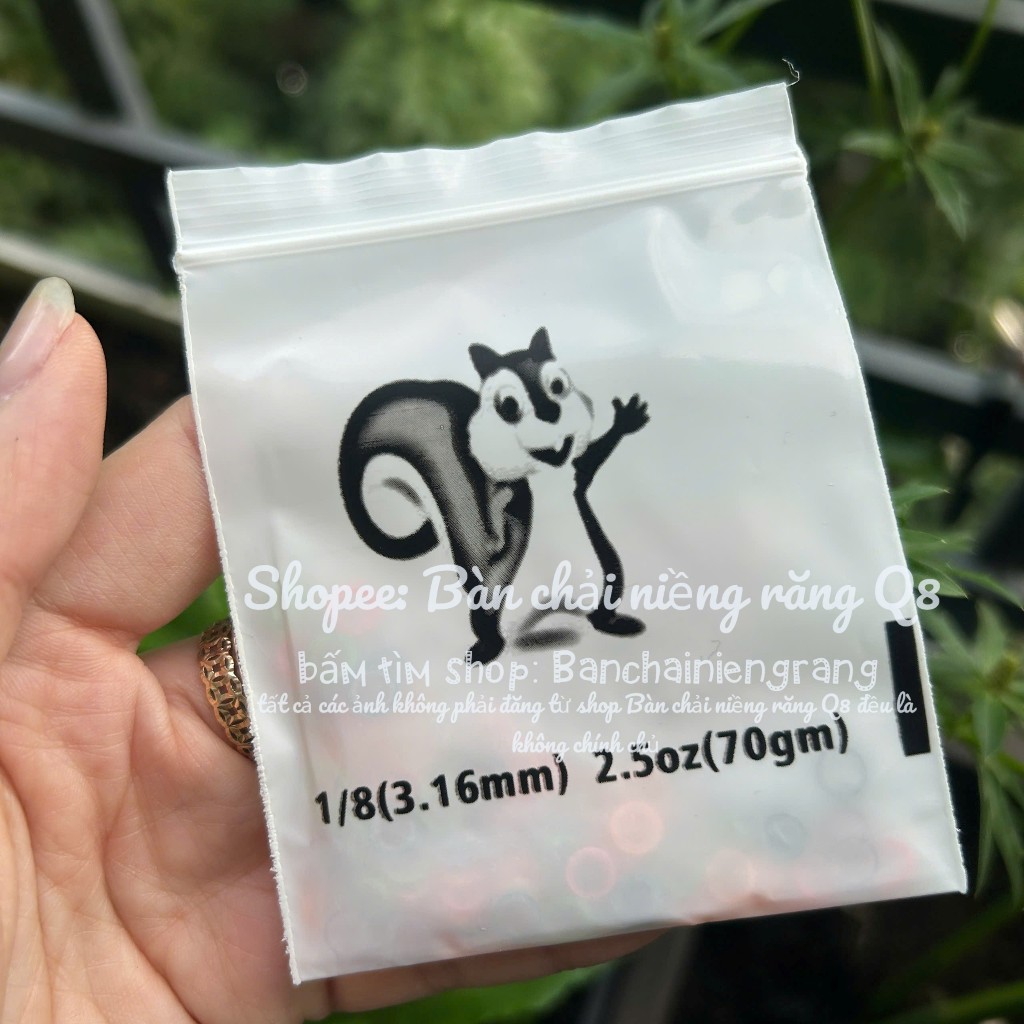 Shopee: Bàn chải niềng răng Q8
bấm tìm shop: Banchainiengrang
tất cả các ảnh không phải đăng từ shop Bàn chải niềng răng Q8 đều là
không chính chủ
1/8(3.16mm) 2.5oz(70gm)